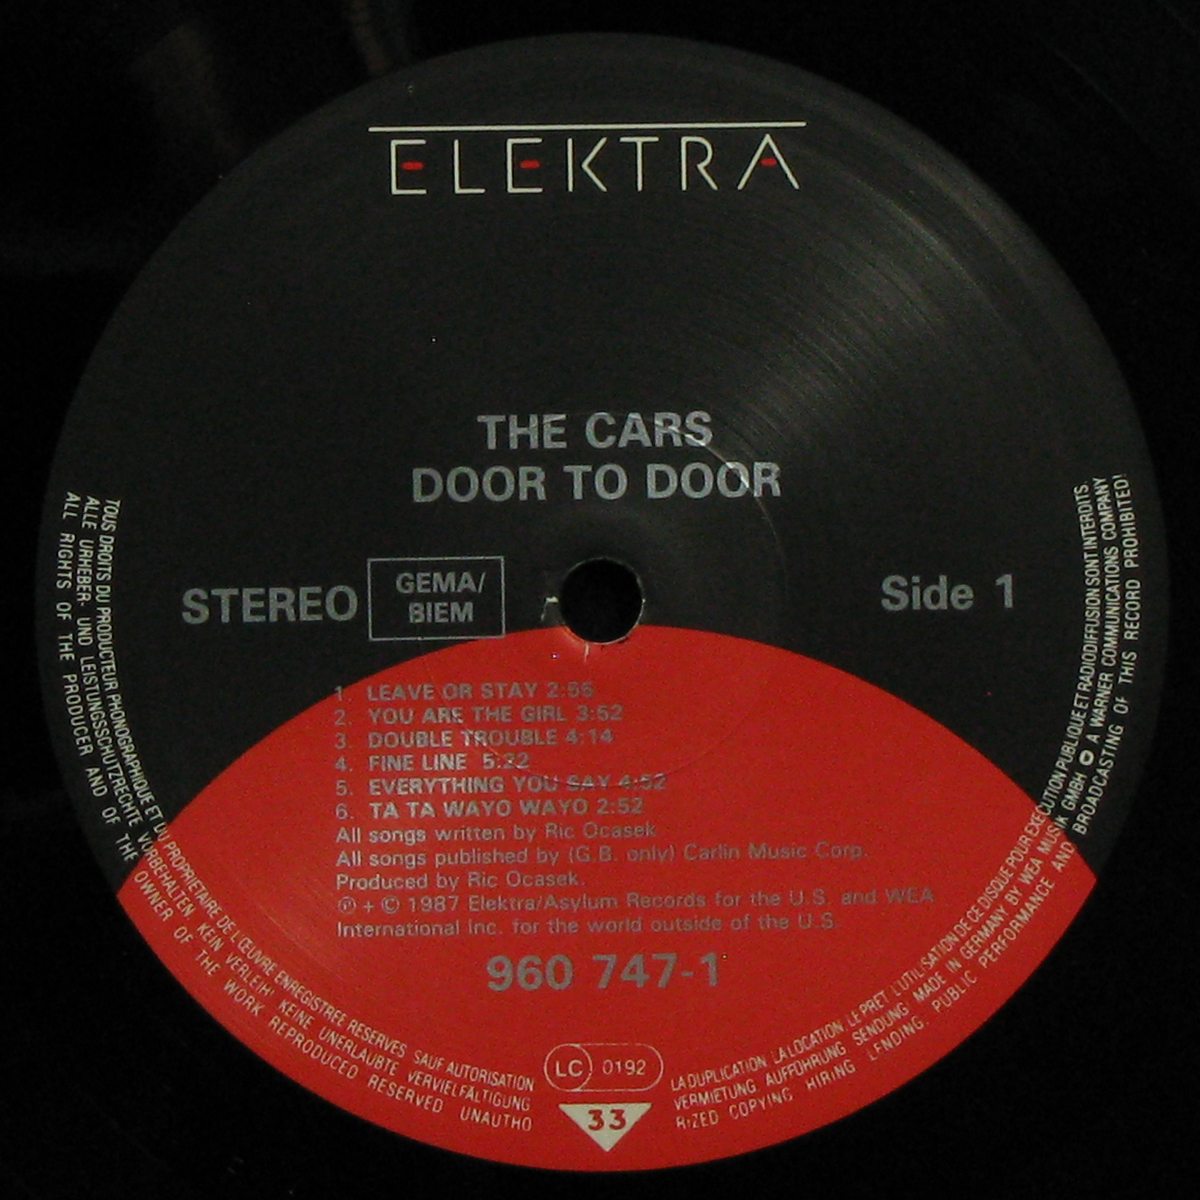 ELEKTRA
THE CARS
DOOR TO DOOR
STEREO
GEMA/
BIEM
Side 1
1. LEAVE OR STAY 2:55
2. YOU ARE THE GIRL 3:52
3. DOUBLE TROUBLE 4:14
4. FINE LINE 5:22
5. EVERYTHING YOU SAY 4:52
6. TA TA WAYO WAYO 2:52
All songs written by Ric Ocasek
All songs published by (G.B. only) Carlin Music Corp.
Produced by Ric Ocasek.
℗ + © 1987 Elektra/Asylum Records for the U.S. and WEA
International Inc. for the world outside of the U.S.
960 747-1
LC 0192
33
TOUS DROITS DU PRODUCTEUR PHONOGRAPHIQUE ET DU PROPRIETAIRE DE L'ŒUVRE ENREGISTREE RESERVES SAUF AUTORISATION LA DUPLICATION LA LOCATION LE PRET L'UTILISATION DE CE DISQUE POUR EXECUTION PUBLIQUE ET RADIODIFFUSION SONT INTERDITS.
ALLE URHEBER- UND LEISTUNGSSCHUTZRECHTE VORBEHALTEN KEIN VERLEIH! KEINE UNERLAUBTE VERVIELFÄLTIGUNG VERMIETUNG AUFFÜHRUNG SENDUNG MADE IN GERMANY BY WEA MUSIK GMBH A WARNER COMMUNICATIONS COMPANY
ALL RIGHTS OF THE PRODUCER AND OF THE OWNER OF THE WORK REPRODUCED RESERVED UNAUTHORIZED COPYING HIRING LENDING. PUBLIC PERFORMANCE AND BROADCASTING OF THIS RECORD PROHIBITED!